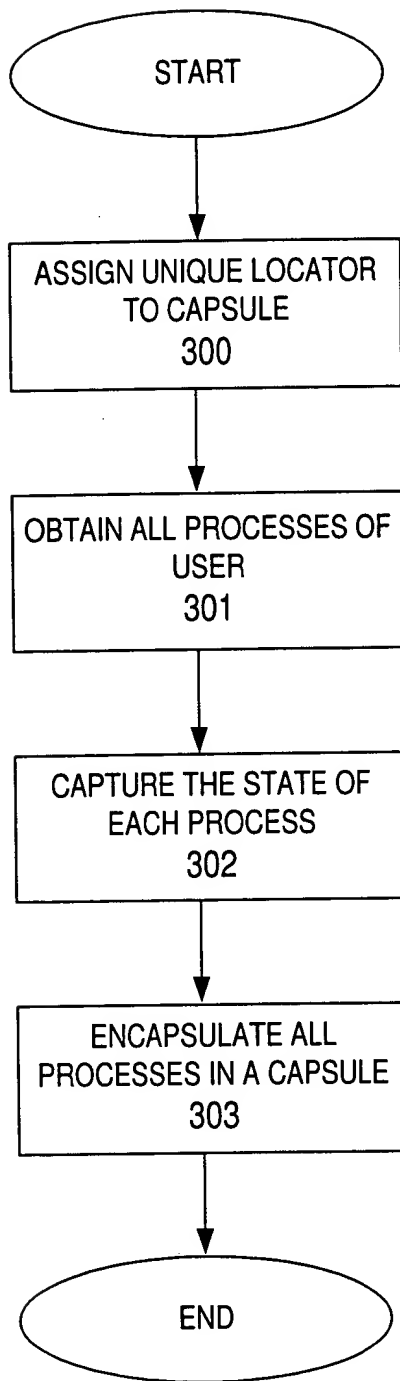 START
ASSIGN UNIQUE LOCATOR
TO CAPSULE
300
OBTAIN ALL PROCESSES OF
USER
301
CAPTURE THE STATE OF
EACH PROCESS
302
ENCAPSULATE ALL
PROCESSES IN A CAPSULE
303
END